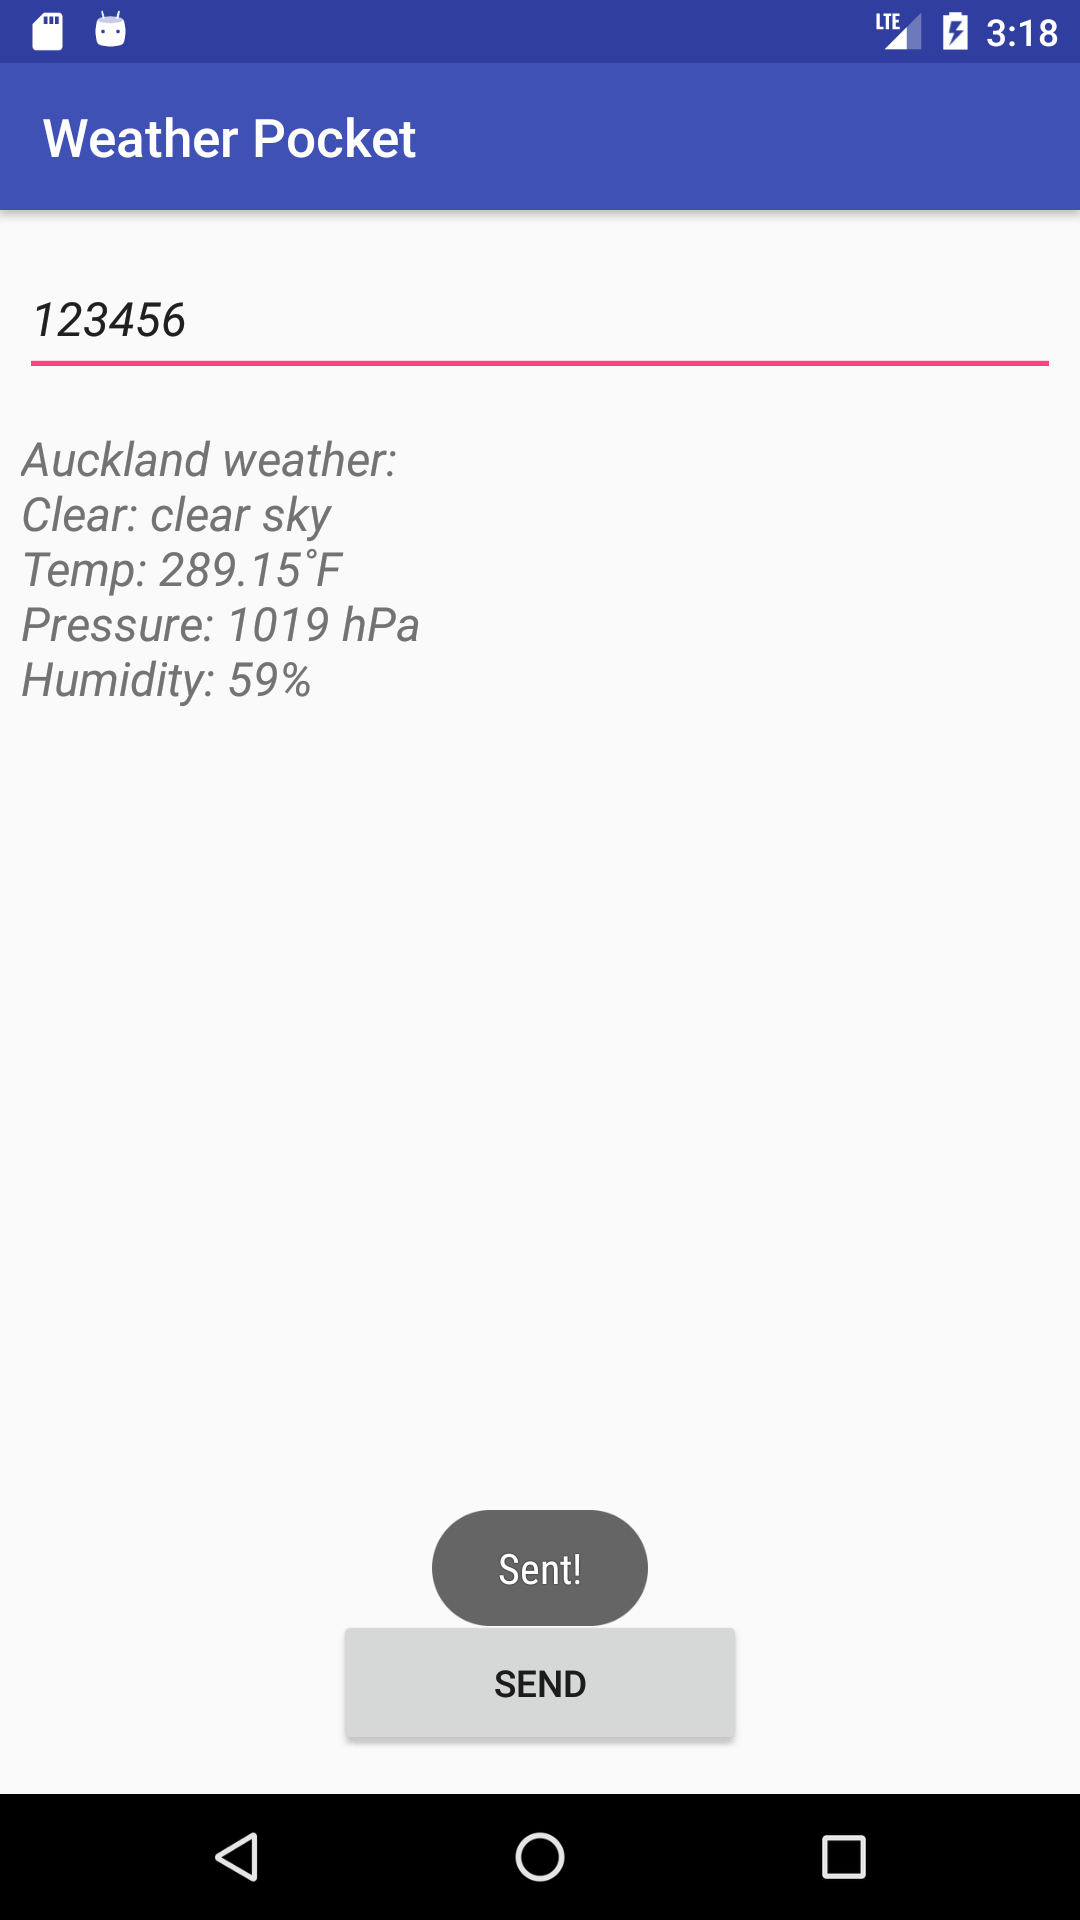 LTE 3:18
Weather Pocket
123456
Auckland weather:
Clear: clear sky
Temp: 289.15°F
Pressure: 1019 hPa
Humidity: 59%
Sent!
SEND